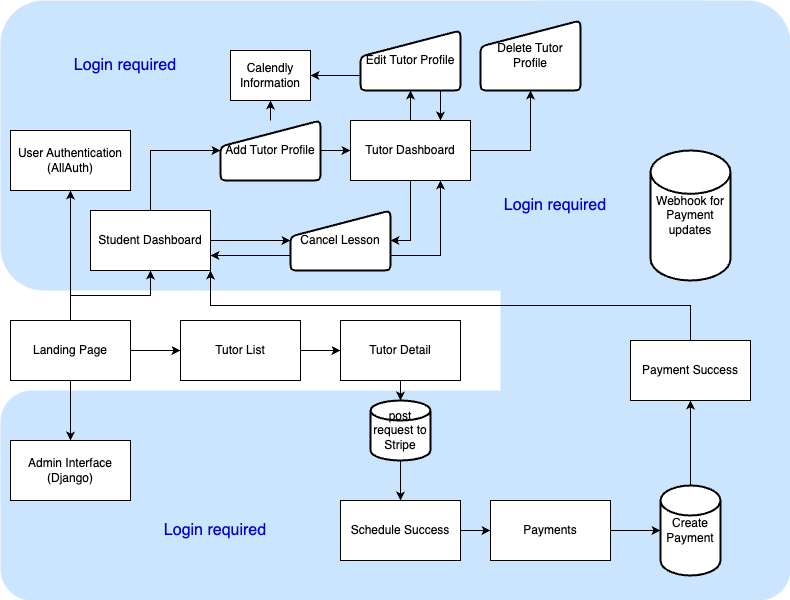 Login required
Calendly
Information
Edit Tutor Profile
Delete Tutor
Profile
User Authentication
(AllAuth)
Add Tutor Profile
Tutor Dashboard
Login required
Webhook for
Payment
updates
Student Dashboard
Cancel Lesson
Landing Page
Tutor List
Tutor Detail
Payment Success
post
request to
Stripe
Admin Interface
(Django)
Login required
Schedule Success
Payments
Create
Payment